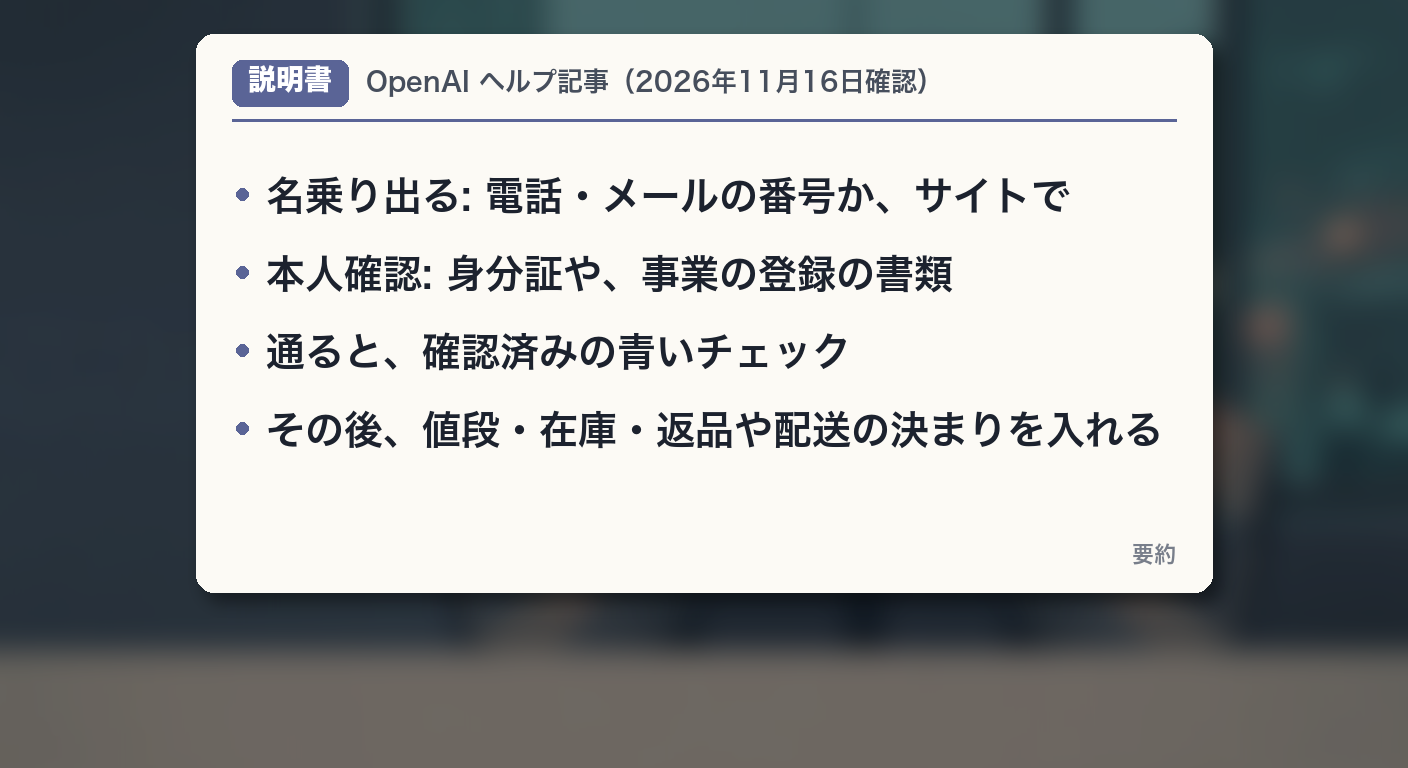 説明書 OpenAI ヘルプ記事（2026年11月16日確認）
• 名乗り出る: 電話・メールの番号か、サイトで
• 本人確認: 身分証や、事業の登録の書類
• 通ると、確認済みの青いチェック
• その後、値段・在庫・返品や配送の決まりを入れる
要約